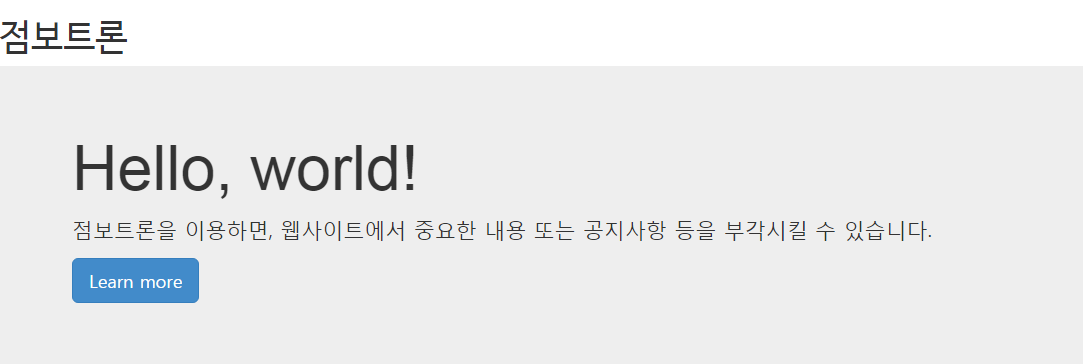 점보트론
Hello, world!
점보트론을 이용하면, 웹사이트에서 중요한 내용 또는 공지사항 등을 부각시킬 수 있습니다.
Learn more